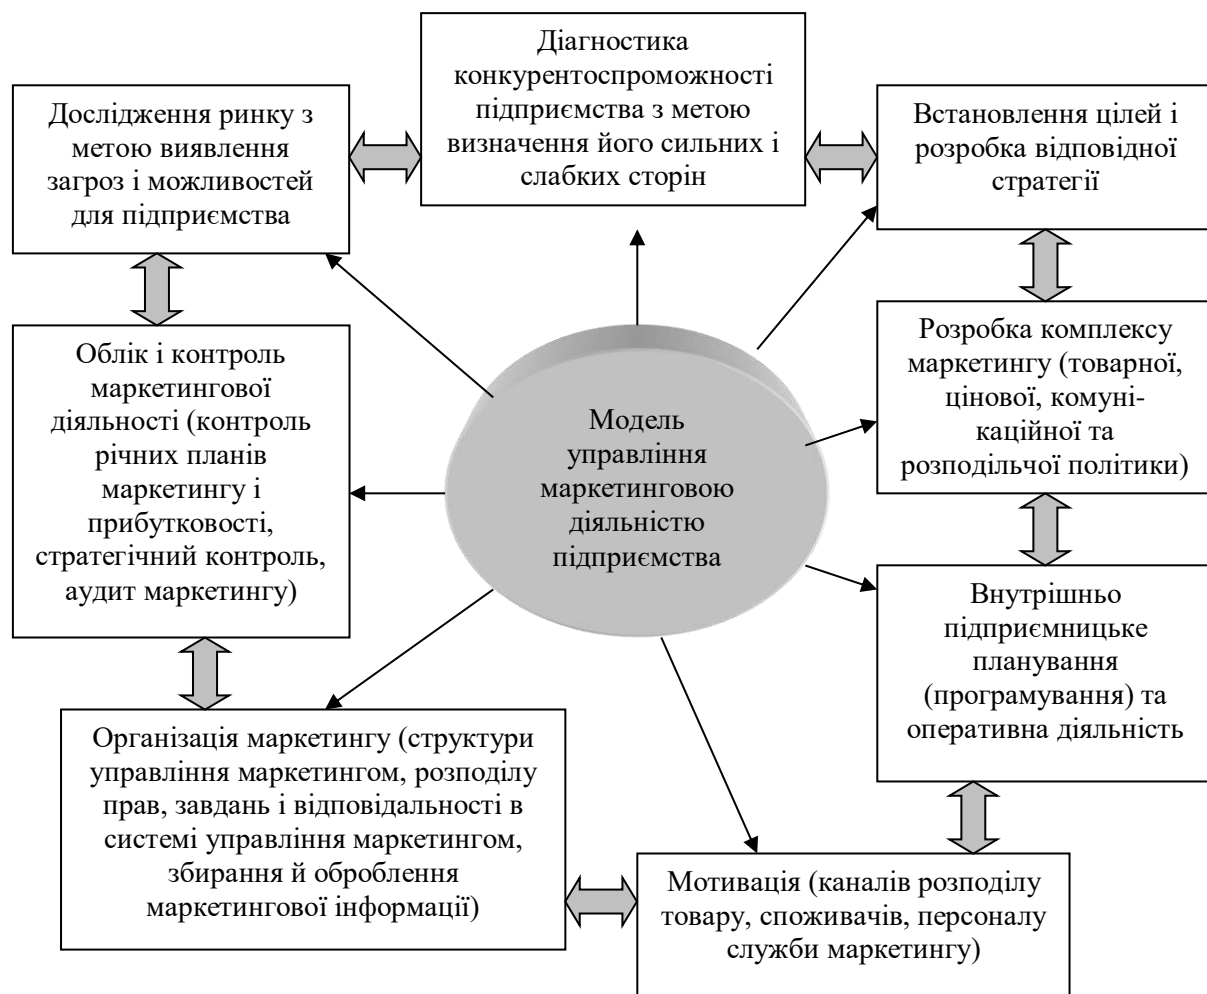 Діагностика
конкурентоспроможності
підприємства з метою
визначення його сильних і
слабких сторін
Дослідження ринку з
метою виявлення
загроз і можливостей
для підприємства
Встановлення цілей і
розробка відповідної
стратегії
Облік і контроль
маркетингової
діяльності (контроль
річних планів
маркетингу і
прибутковості,
стратегічний контроль,
аудит маркетингу)
Модель
управління
маркетинговою
діяльністю
підприємства
Розробка комплексу
маркетингу (товарної,
цінової, комуні-
каційної та
розподільчої політики)
Внутрішньо
підприємницьке
планування
(програмування) та
оперативна діяльність
Організація маркетингу (структури
управління маркетингом, розподілу
прав, завдань і відповідальності в
системі управління маркетингом,
збирання й оброблення
маркетингової інформації)
Мотивація (каналів розподілу
товару, споживачів, персоналу
служби маркетингу)